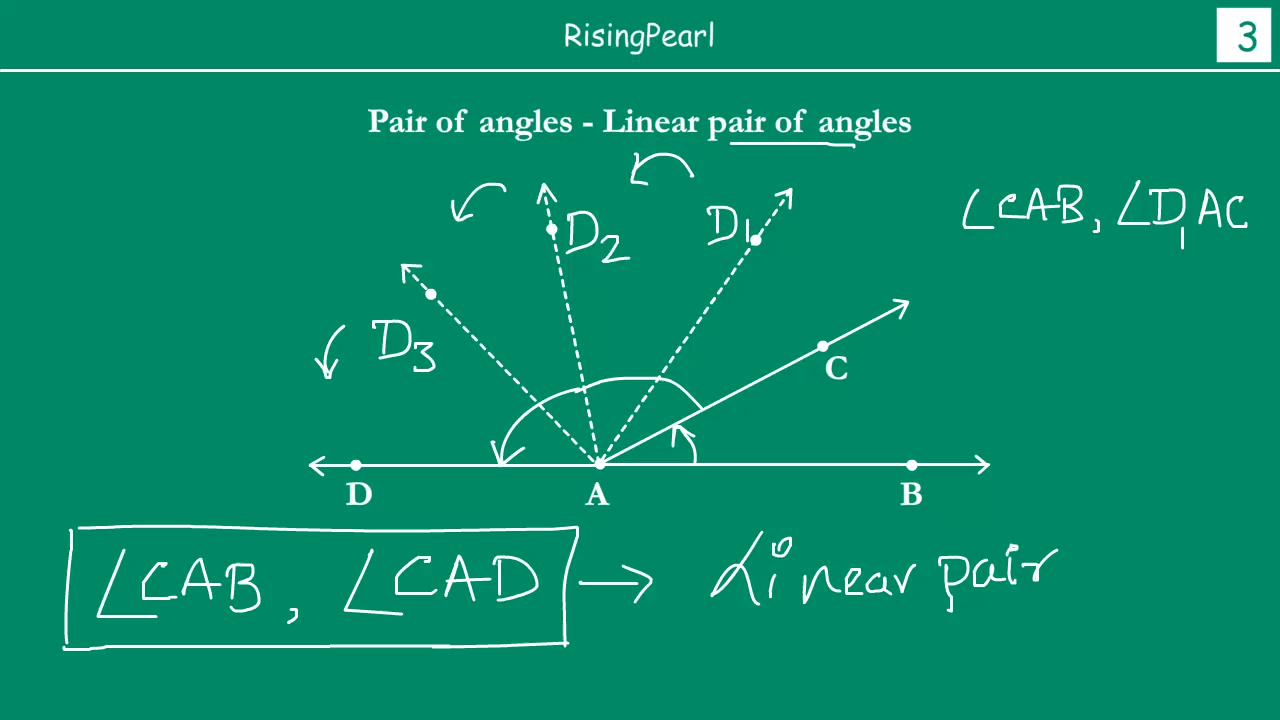 RisingPearl
3
Pair of angles - Linear pair of angles
∠CAB, ∠D₁AC
D₂
D₁
D₃
C
D
A
B
∠CAB, ∠CAD → Linear pair